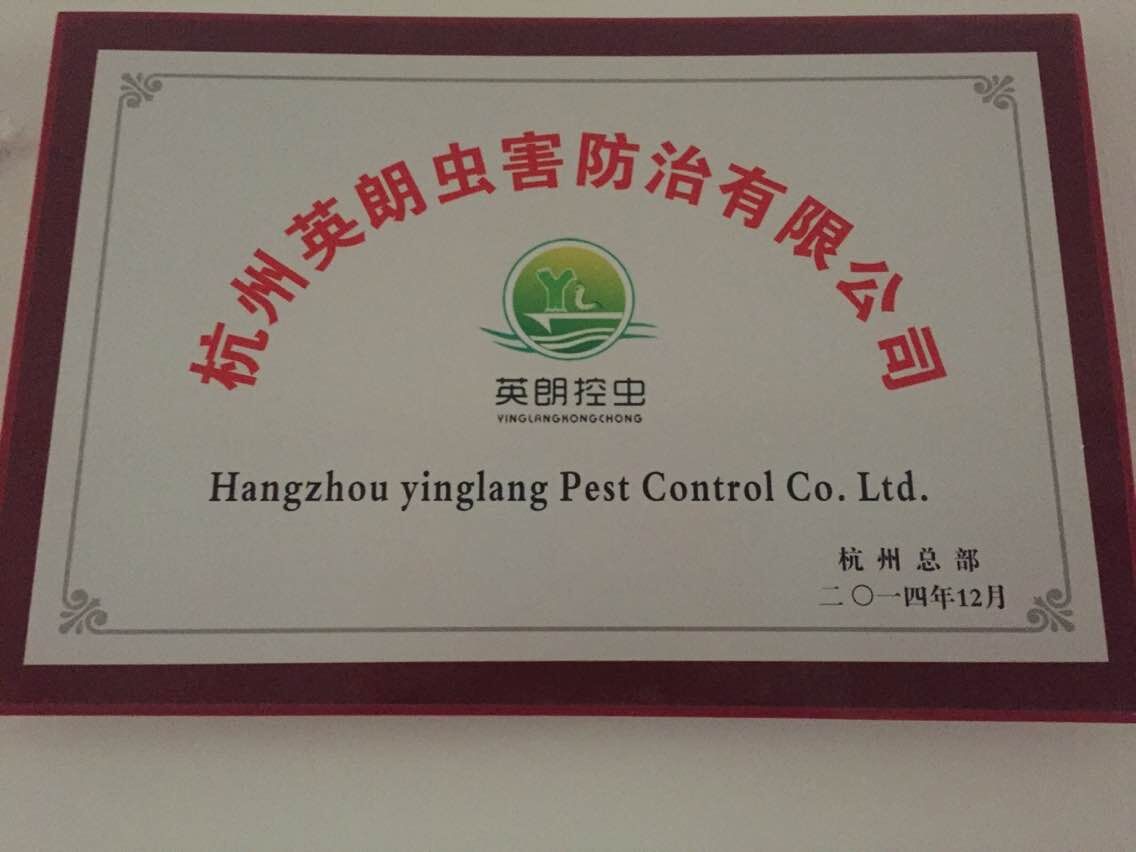 杭州英朗虫害防治有限公司
YL
英朗控虫
YINGLANGKONGCHONG
Hangzhou yinglang Pest Control Co. Ltd.
杭州总部
二〇一四年12月